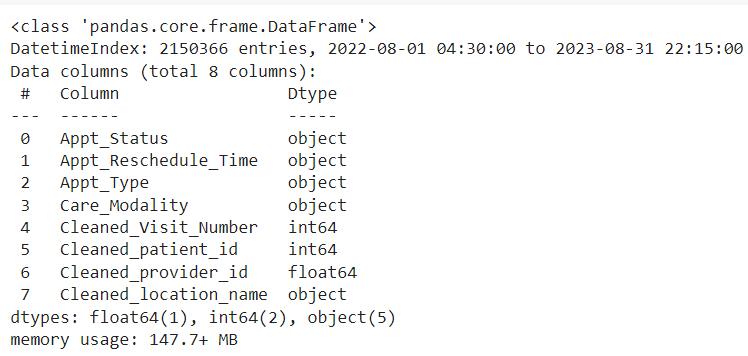 <class 'pandas.core.frame.DataFrame'>
DatetimeIndex: 2150366 entries, 2022-08-01 04:30:00 to 2023-08-31 22:15:00
Data columns (total 8 columns):
 #   Column                 Dtype
---  ------                 -----
 0   Appt_Status            object
 1   Appt_Reschedule_Time   object
 2   Appt_Type              object
 3   Care_Modality          object
 4   Cleaned_Visit_Number   int64
 5   Cleaned_patient_id     int64
 6   Cleaned_provider_id    float64
 7   Cleaned_location_name  object
dtypes: float64(1), int64(2), object(5)
memory usage: 147.7+ MB